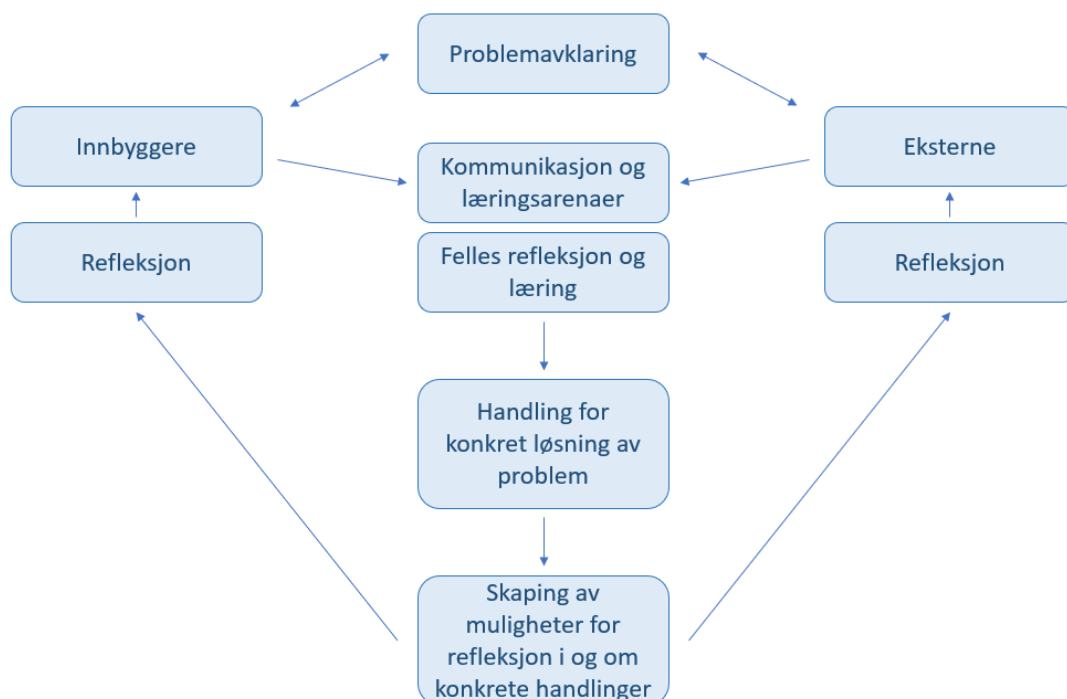 Problemavklaring
Innbyggere
Eksterne
Kommunikasjon og
læringsarenaer
Refleksjon
Felles refleksjon og
læring
Refleksjon
Handling for
konkret løsning av
problem
Skaping av
muligheter for
refleksjon i og om
konkrete handlinger